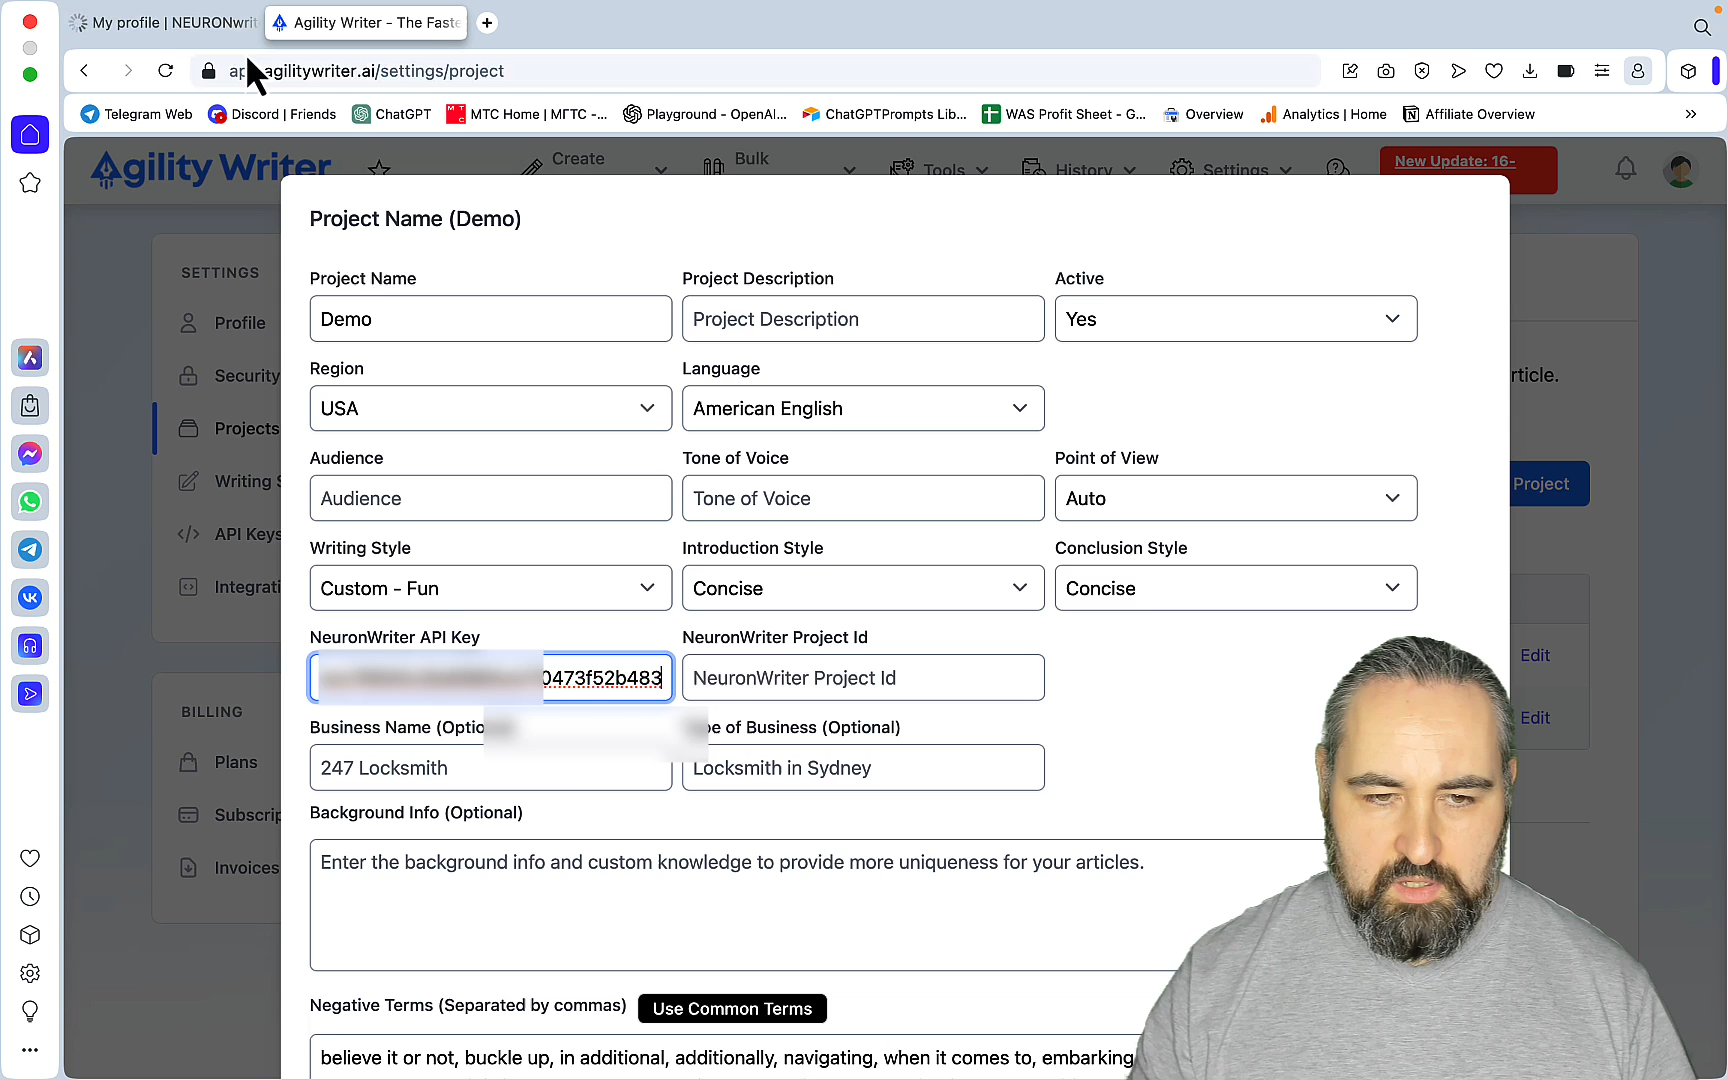 My profile | NEURONwrit
Agility Writer - The Faste
agilitywriter.ai/settings/project
Telegram Web
Discord | Friends
ChatGPT
МТС Home | МГТС -...
Playground - OpenAI...
ChatGPTPrompts Lib...
WAS Profit Sheet - G...
Overview
Analytics | Home
Affiliate Overview
Agility Writer
Create
Bulk
Tools
History
Settings
New Update: 16-
SETTINGS
Profile
Security
Projects
Writing S
API Keys
Integrati
BILLING
Plans
Subscrip
Invoices
Project Name (Demo)
Project Name
Project Description
Active
Demo
Project Description
Yes
Region
Language
USA
American English
Audience
Tone of Voice
Point of View
Audience
Tone of Voice
Auto
Writing Style
Introduction Style
Conclusion Style
Custom - Fun
Concise
Concise
NeuronWriter API Key
NeuronWriter Project Id
0473f52b483
NeuronWriter Project Id
Business Name (Optio
pe of Business (Optional)
247 Locksmith
Locksmith in Sydney
Background Info (Optional)
Enter the background info and custom knowledge to provide more uniqueness for your articles.
Negative Terms (Separated by commas)
Use Common Terms
believe it or not, buckle up, in additional, additionally, navigating, when it comes to, embarking
rticle.
Project
Edit
Edit